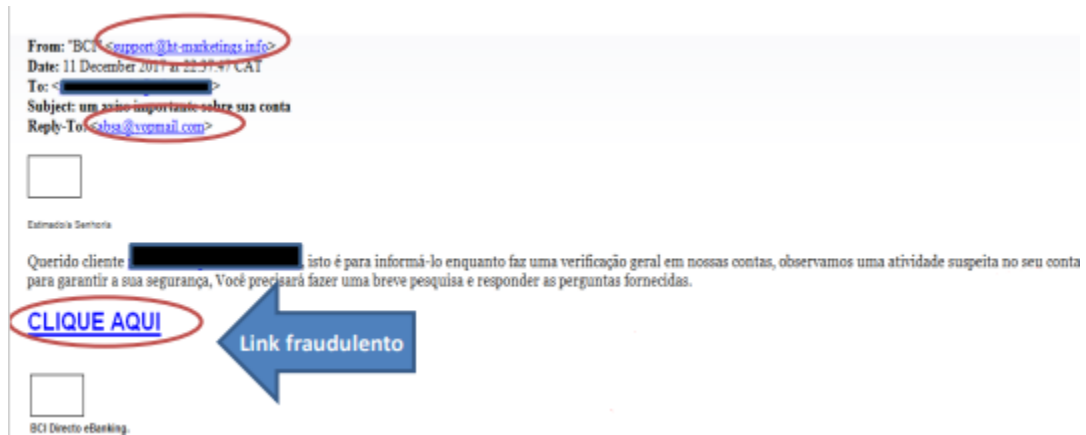 From: "BCI" <support@ht-marketings.info>
Date: 11 December 2017 at 22:37:47 CAT
To: < >
Subject: um aviso importante sobre sua conta
Reply-To: <absa@yopmail.com>
Estimado/a Senhor/a
Querido cliente , isto é para informá-lo enquanto faz uma verificação geral em nossas contas, observamos uma atividade suspeita no seu conta
para garantir a sua segurança, Você precisará fazer uma breve pesquisa e responder as perguntas fornecidas.
CLIQUE AQUI
Link fraudulento
BCI Directo eBanking.